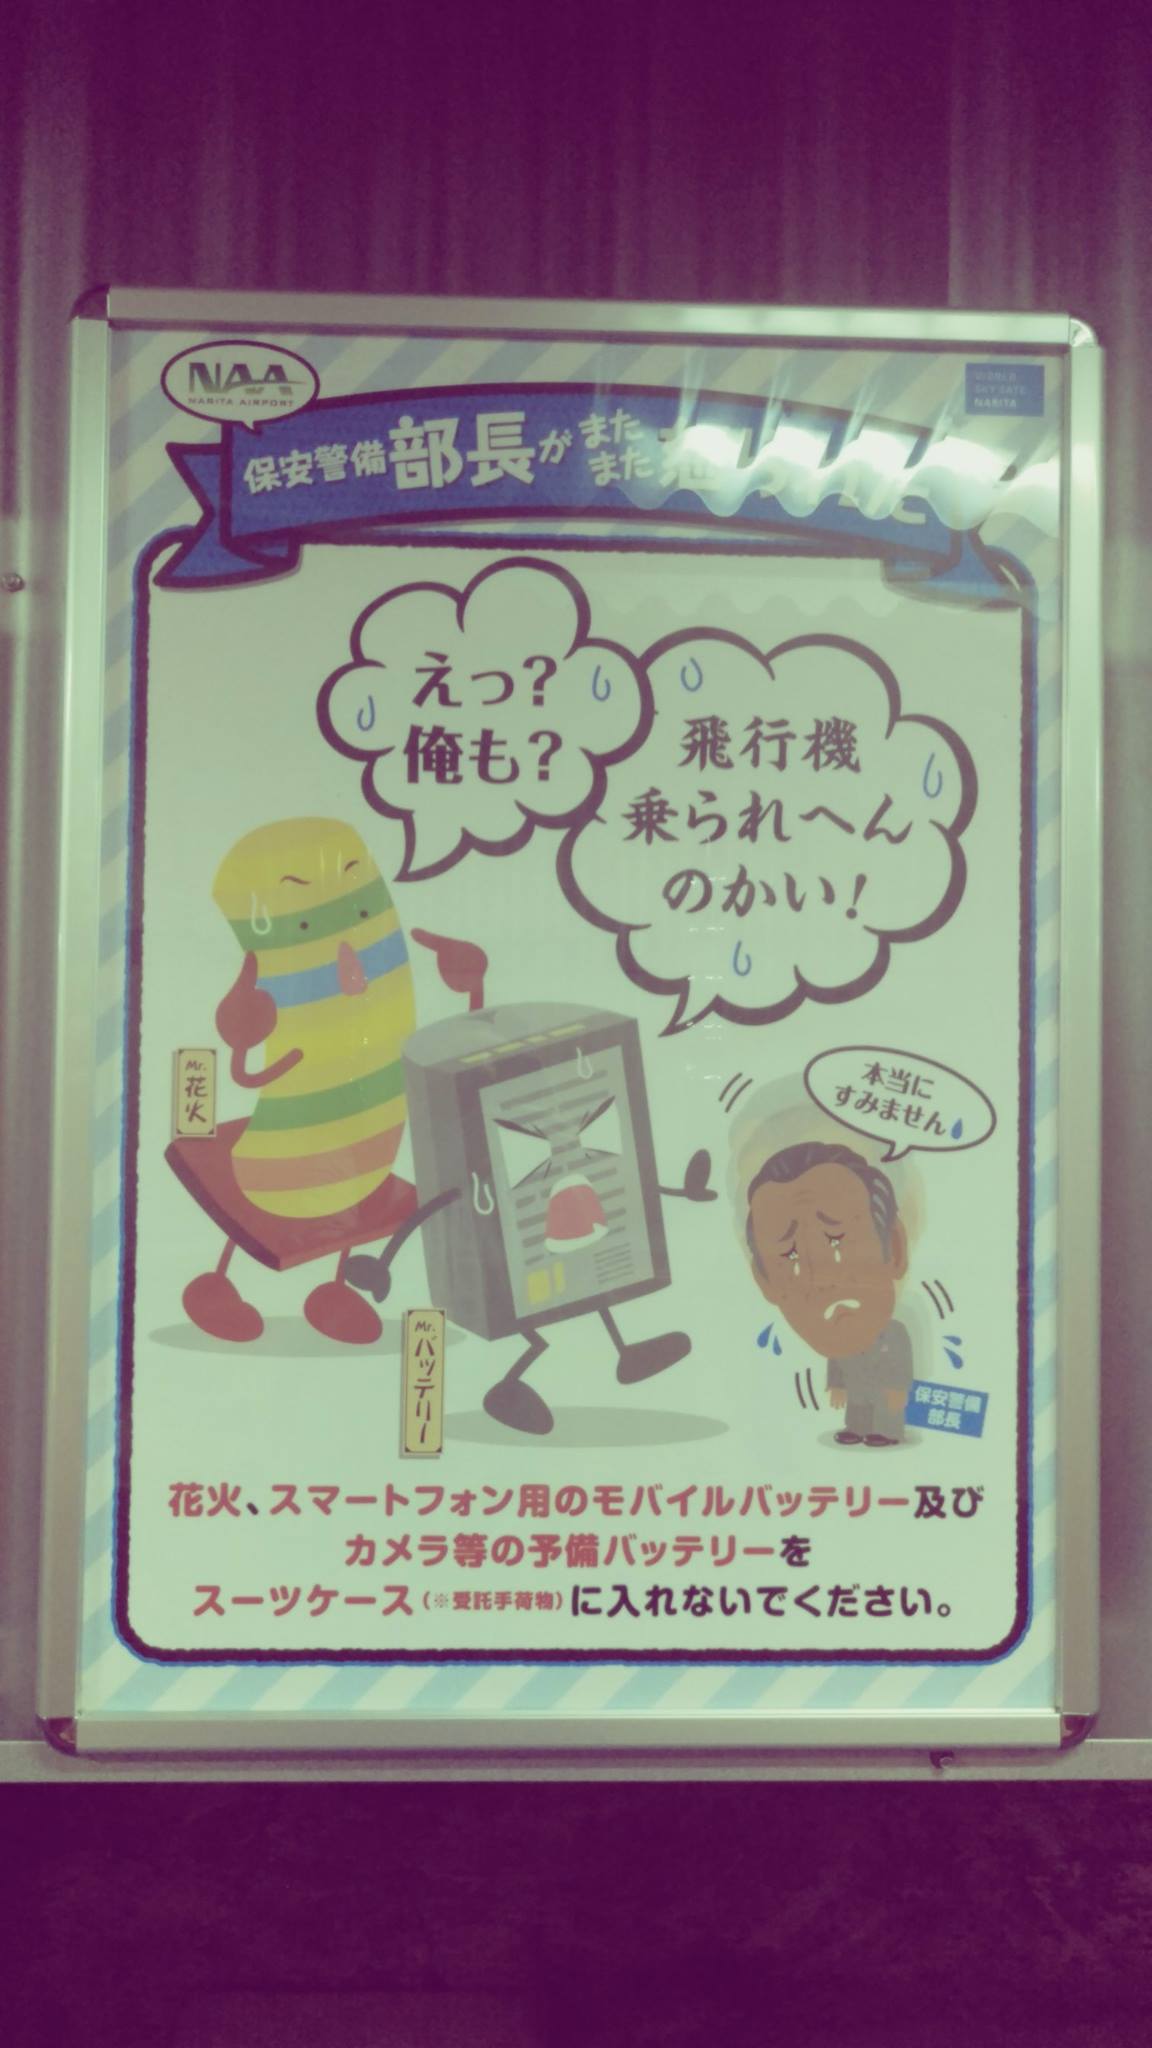 NAA
NARITA AIRPORT
WORLD
SKY GATE
NARITA
保安警備部長がまたまた
えっ?
俺も?
飛行機
乗られへん
のかい!
本当に
すみません
Mr.花火
Mr.バッテリー
保安警備
部長
花火、スマートフォン用のモバイルバッテリー及び
カメラ等の予備バッテリーを
スーツケース(※受託手荷物)に入れないでください。